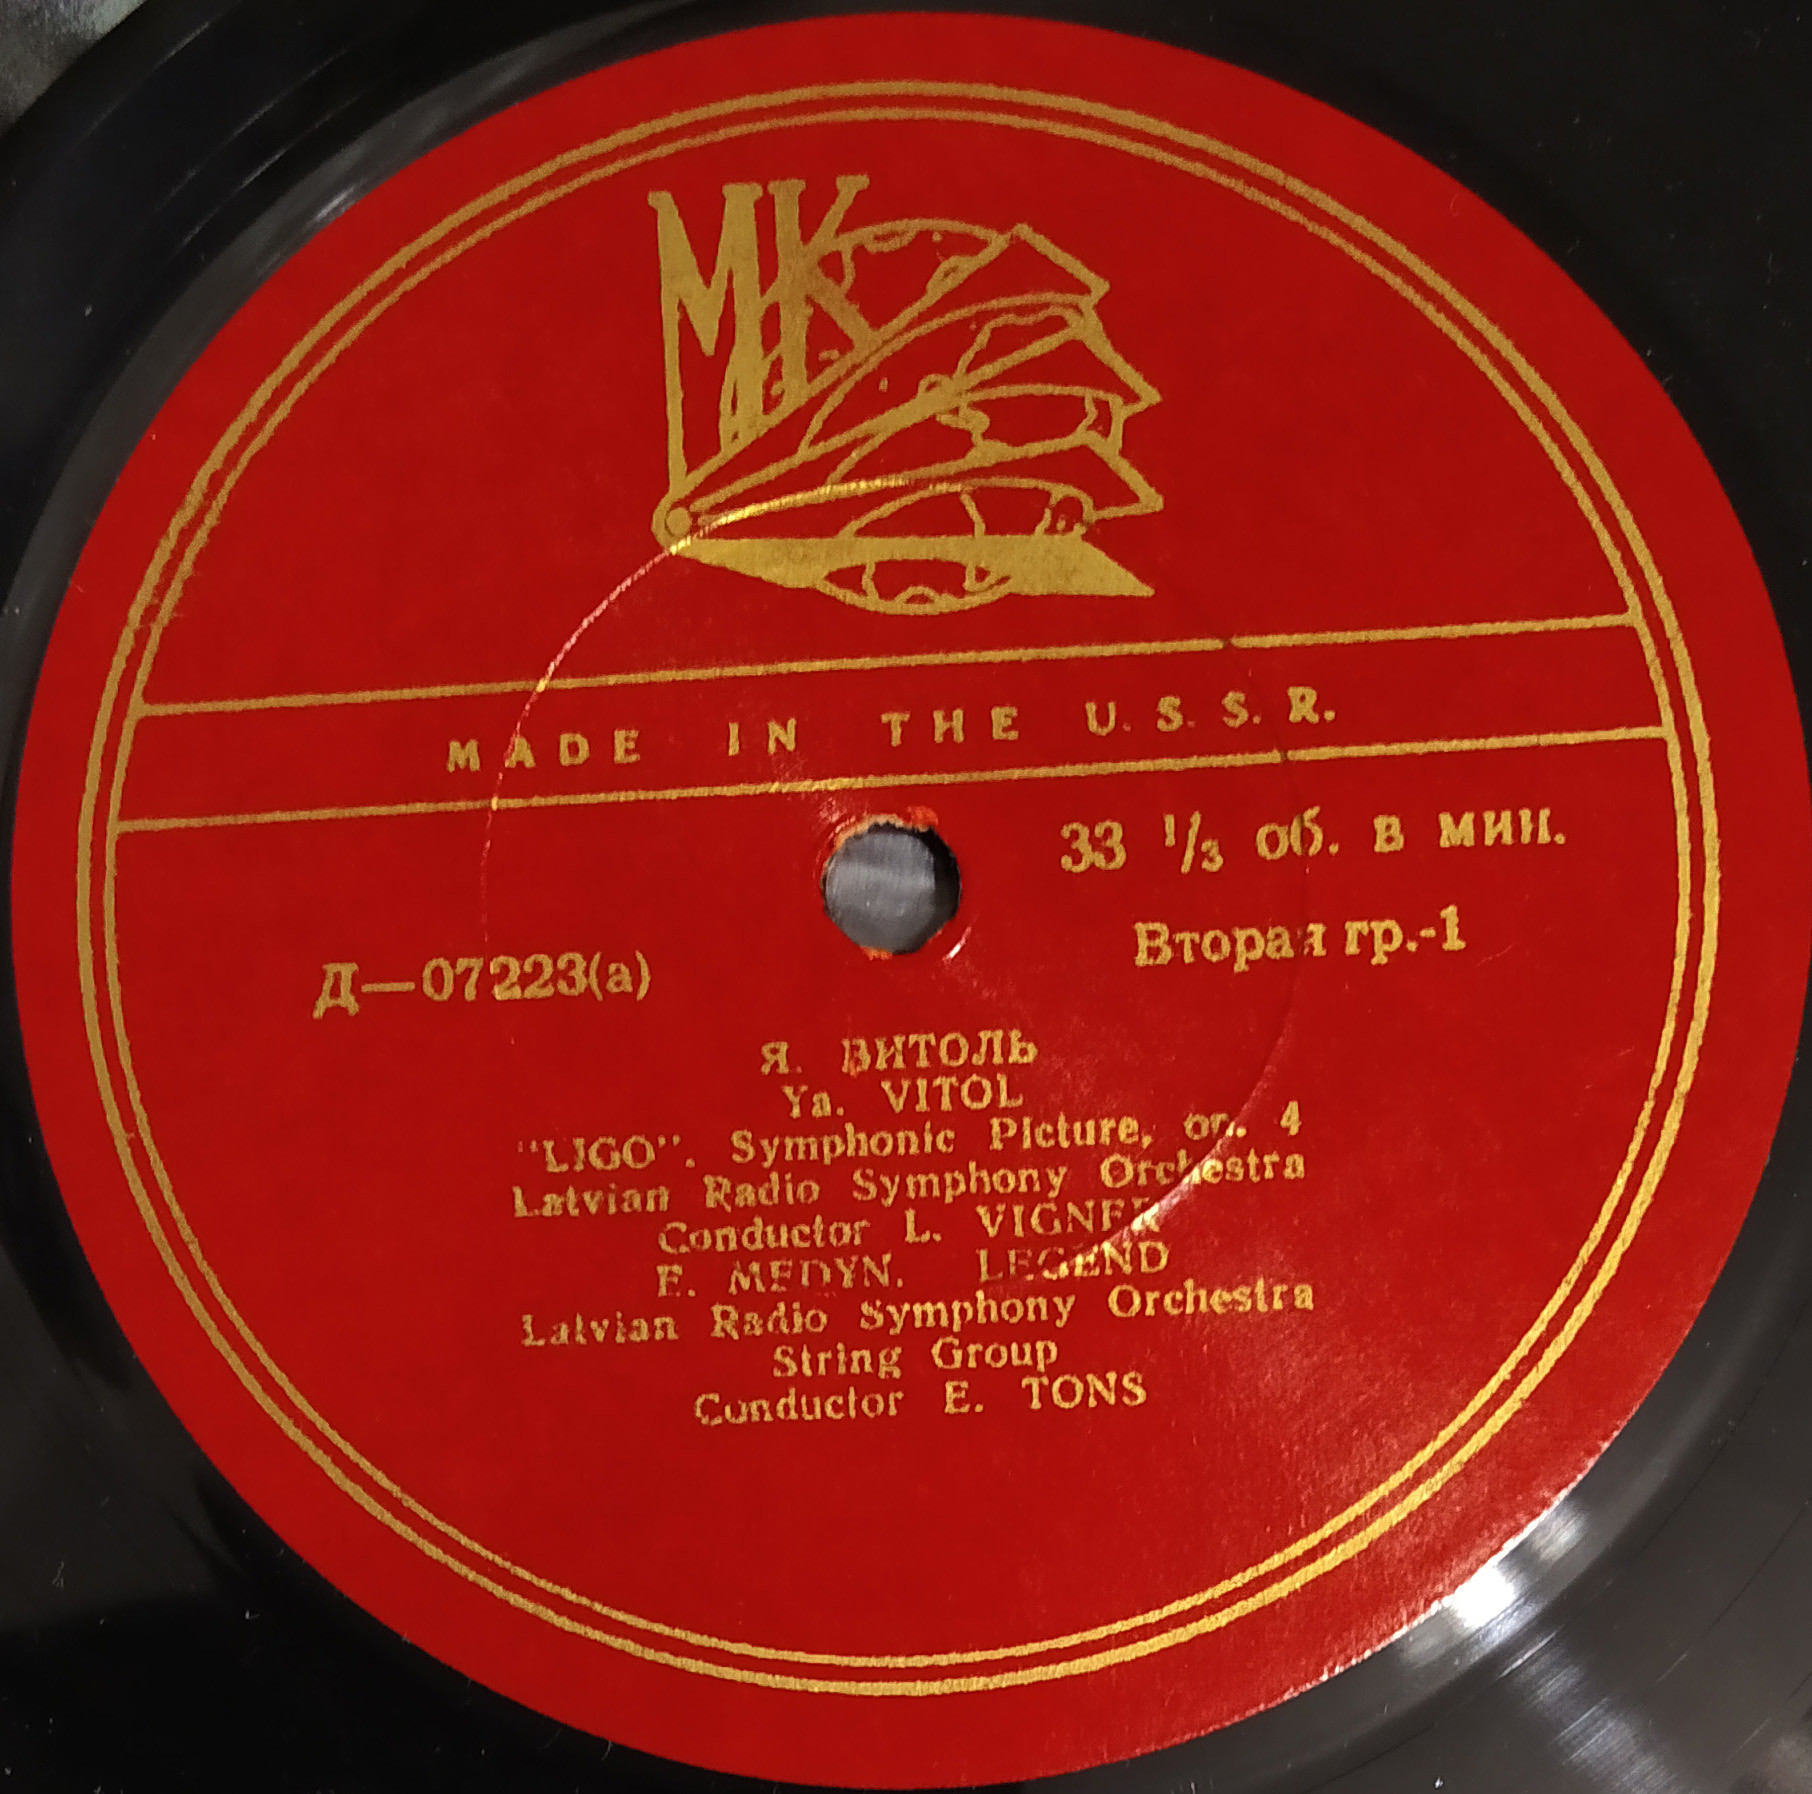 МК
MADE IN THE U.S.S.R.
33 1/3 об. в мин.
Вторая гр.-1
Д—07223(а)
Я. ВИТОЛЬ
Ya. VITOL
"LIGO". Symphonic Picture, op. 4
Latvian Radio Symphony Orchestra
Conductor L. VIGNER
E. MEDYN. LEGEND
Latvian Radio Symphony Orchestra
String Group
Conductor E. TONS